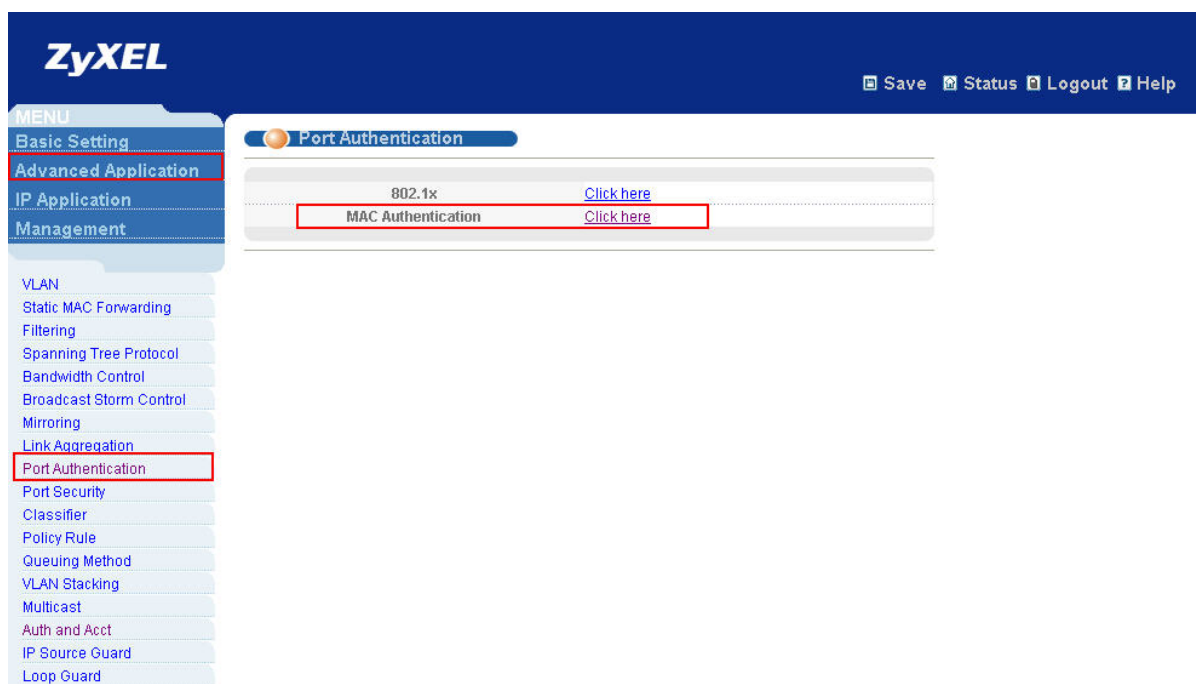 ZyXEL
Save Status Logout Help
MENU
Basic Setting
Advanced Application
IP Application
Management
Port Authentication
802.1x Click here
MAC Authentication Click here
VLAN
Static MAC Forwarding
Filtering
Spanning Tree Protocol
Bandwidth Control
Broadcast Storm Control
Mirroring
Link Aggregation
Port Authentication
Port Security
Classifier
Policy Rule
Queuing Method
VLAN Stacking
Multicast
Auth and Acct
IP Source Guard
Loop Guard